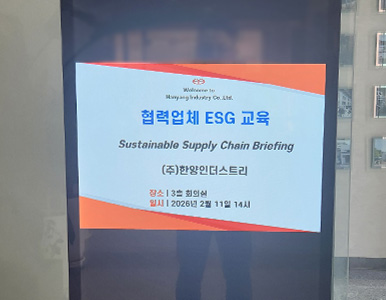 Welcome to
Hanyang Industry Co.,Ltd.
협력업체 ESG 교육
Sustainable Supply Chain Briefing
(주)한양인더스트리
장소 | 3층 회의실
일시 | 2026년 2월 11일 14시